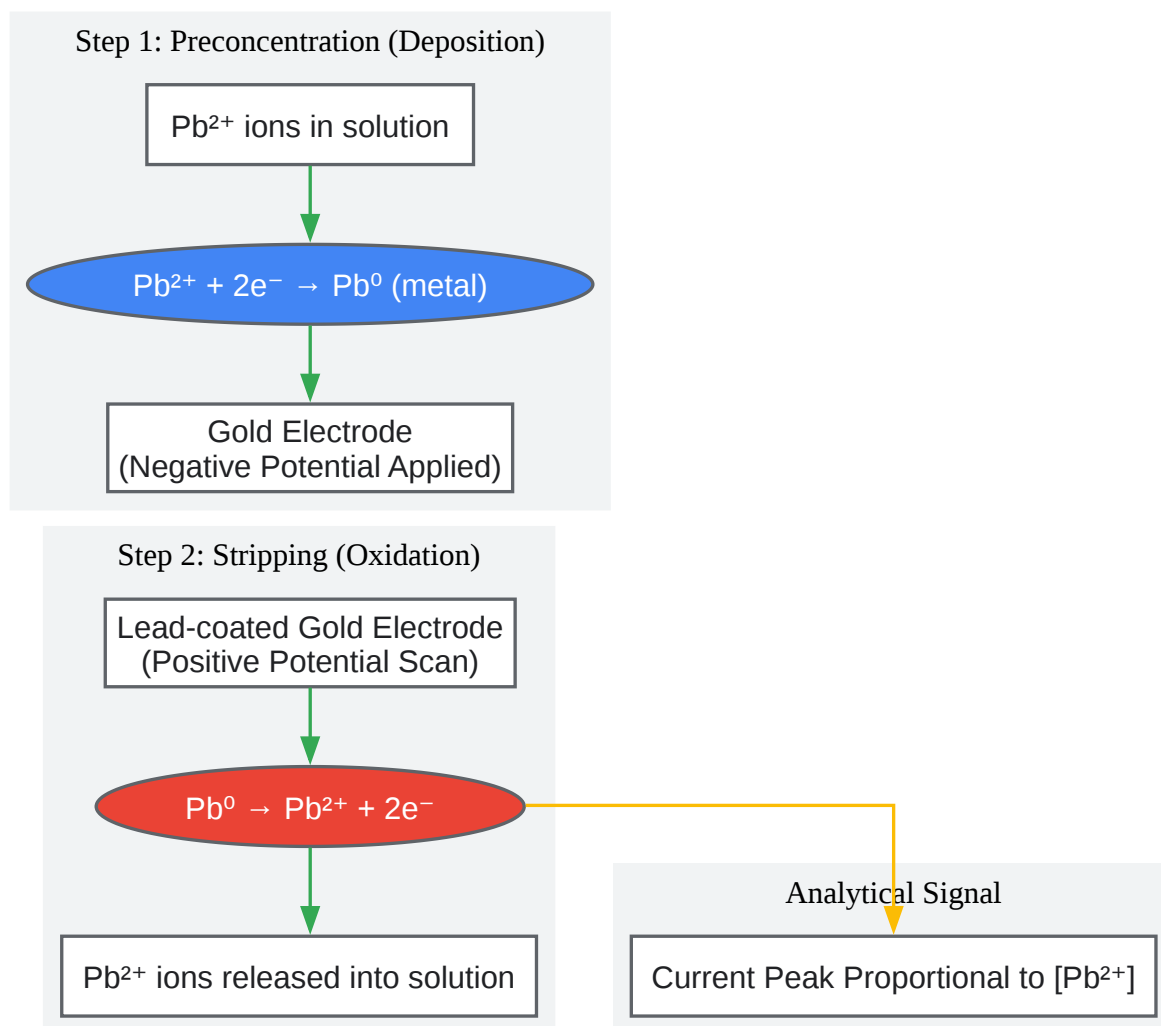 Step 1: Preconcentration (Deposition)
Pb²⁺ ions in solution
Pb²⁺ + 2e⁻ → Pb⁰ (metal)
Gold Electrode
(Negative Potential Applied)
Step 2: Stripping (Oxidation)
Lead-coated Gold Electrode
(Positive Potential Scan)
Pb⁰ → Pb²⁺ + 2e⁻
Pb²⁺ ions released into solution
Analytical Signal
Current Peak Proportional to [Pb²⁺]